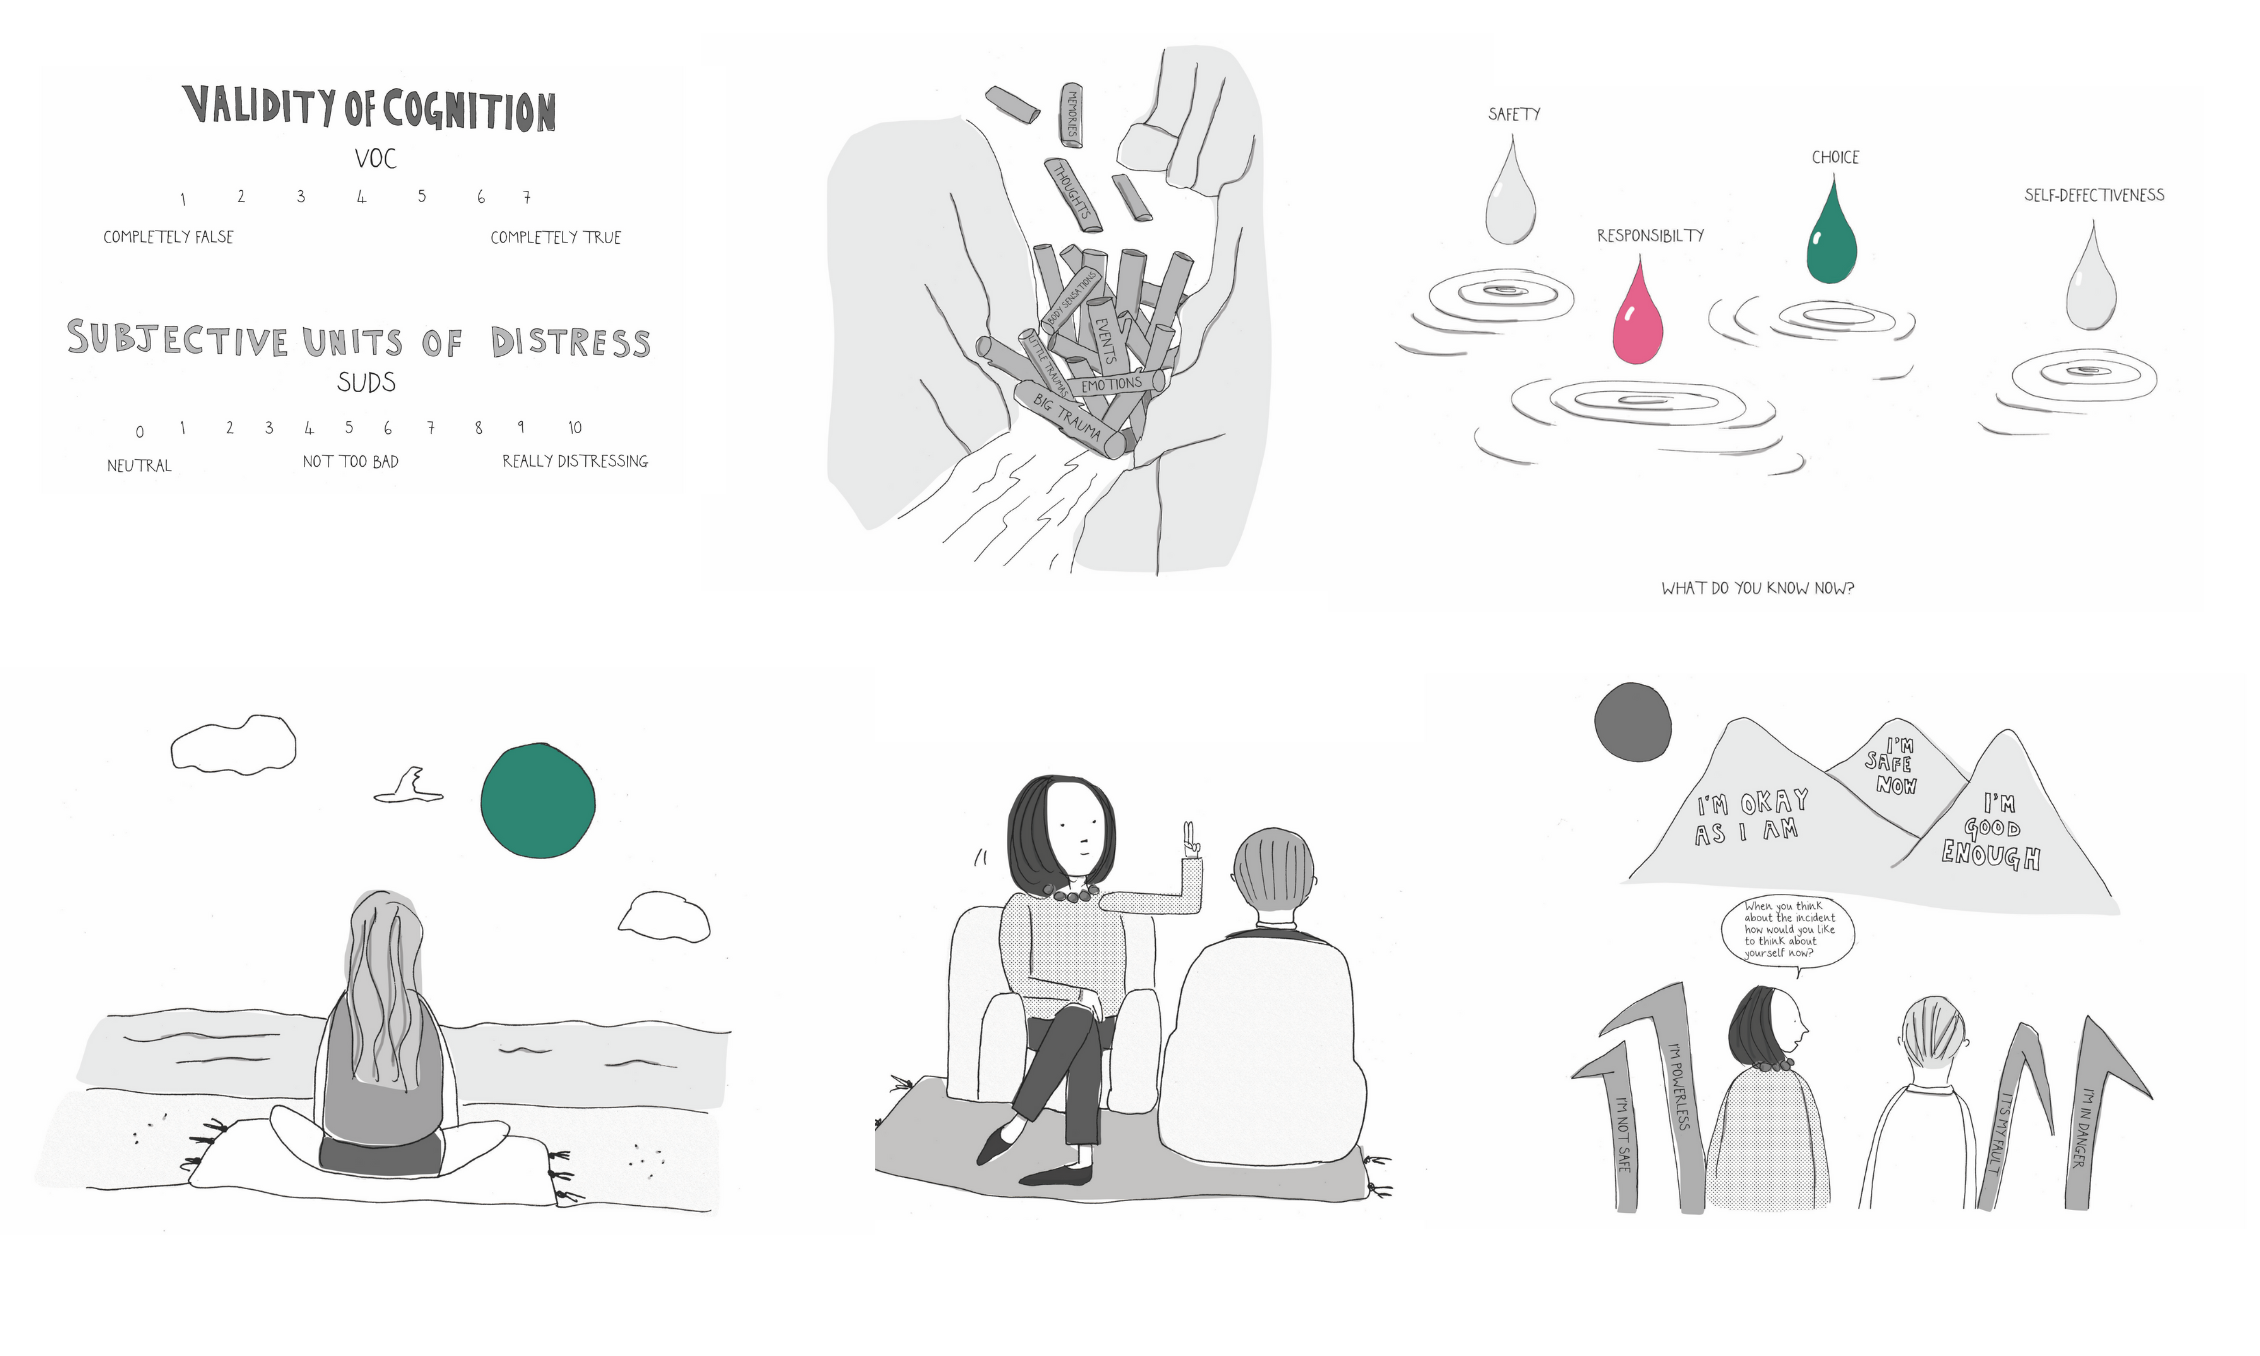 VALIDITY OF COGNITION
VOC
1 2 3 4 5 6 7
COMPLETELY FALSE COMPLETELY TRUE
SUBJECTIVE UNITS OF DISTRESS
SUDS
0 1 2 3 4 5 6 7 8 9 10
NEUTRAL NOT TOO BAD REALLY DISTRESSING
MEMORIES
THOUGHTS
BODY SENSATIONS
EVENTS
LITTLE TRAUMAS
EMOTIONS
BIG TRAUMA
SAFETY
CHOICE
SELF-DEFECTIVENESS
RESPONSIBILTY
WHAT DO YOU KNOW NOW?
I'M
SAFE
NOW
I'M OKAY
AS I AM
I'M
GOOD
ENOUGH
When you think
about the incident
how would you like
to think about
yourself now?
I'M NOT SAFE
I'M POWERLESS
IT'S MY FAULT
I'M IN DANGER